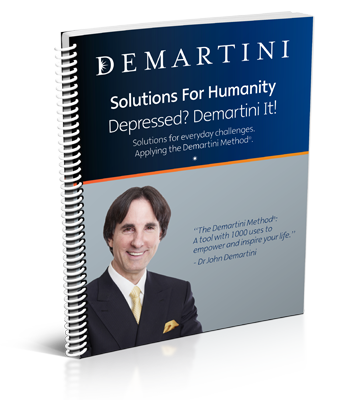 DEMARTINI
Solutions For Humanity
Depressed? Demartini It!
Solutions for everyday challenges.
Applying the Demartini Method®.
"The Demartini Method®:
A tool with 1000 uses to
empower and inspire your life."
- Dr John Demartini